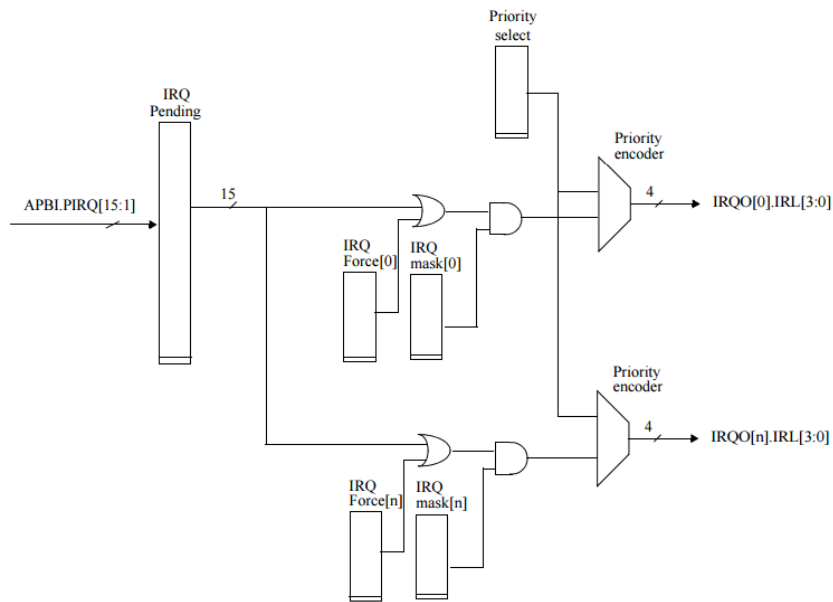 Priority
select
IRQ
Pending
Priority
encoder
APBI.PIRQ[15:1]
15
4
IRQO[0].IRL[3:0]
IRQ
Force[0]
IRQ
mask[0]
Priority
encoder
4
IRQO[n].IRL[3:0]
IRQ
Force[n]
IRQ
mask[n]